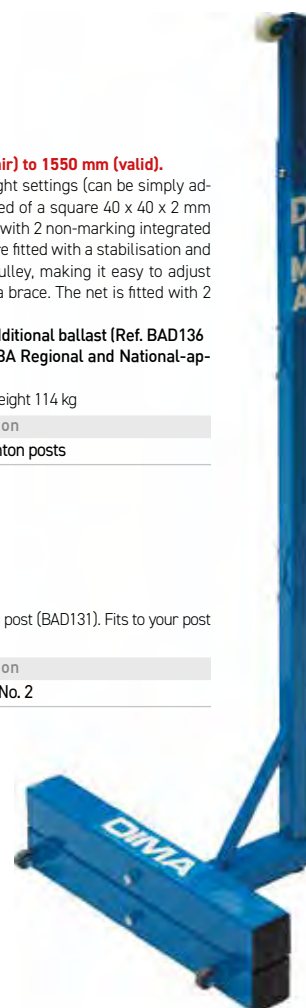 ir) to 1550 mm (valid).
ght settings (can be simply ad-
ed of a square 40 x 40 x 2 mm
with 2 non-marking integrated
e fitted with a stabilisation and
ulley, making it easy to adjust
a brace. The net is fitted with 2
dditional ballast (Ref. BAD136
BA Regional and National-ap-
eight 114 kg
on
nton posts
post (BAD131). Fits to your post
on
No. 2
DIMA
DIMA